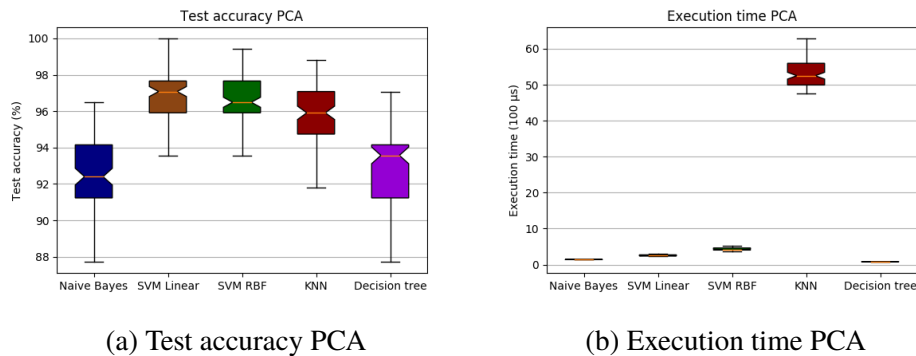 Test accuracy PCA
Test accuracy (%)
100
98
96
94
92
90
88
Naive Bayes SVM Linear SVM RBF KNN Decision tree
(a) Test accuracy PCA
Execution time PCA
Execution time (100 µs)
60
50
40
30
20
10
0
Naive Bayes SVM Linear SVM RBF KNN Decision tree
(b) Execution time PCA